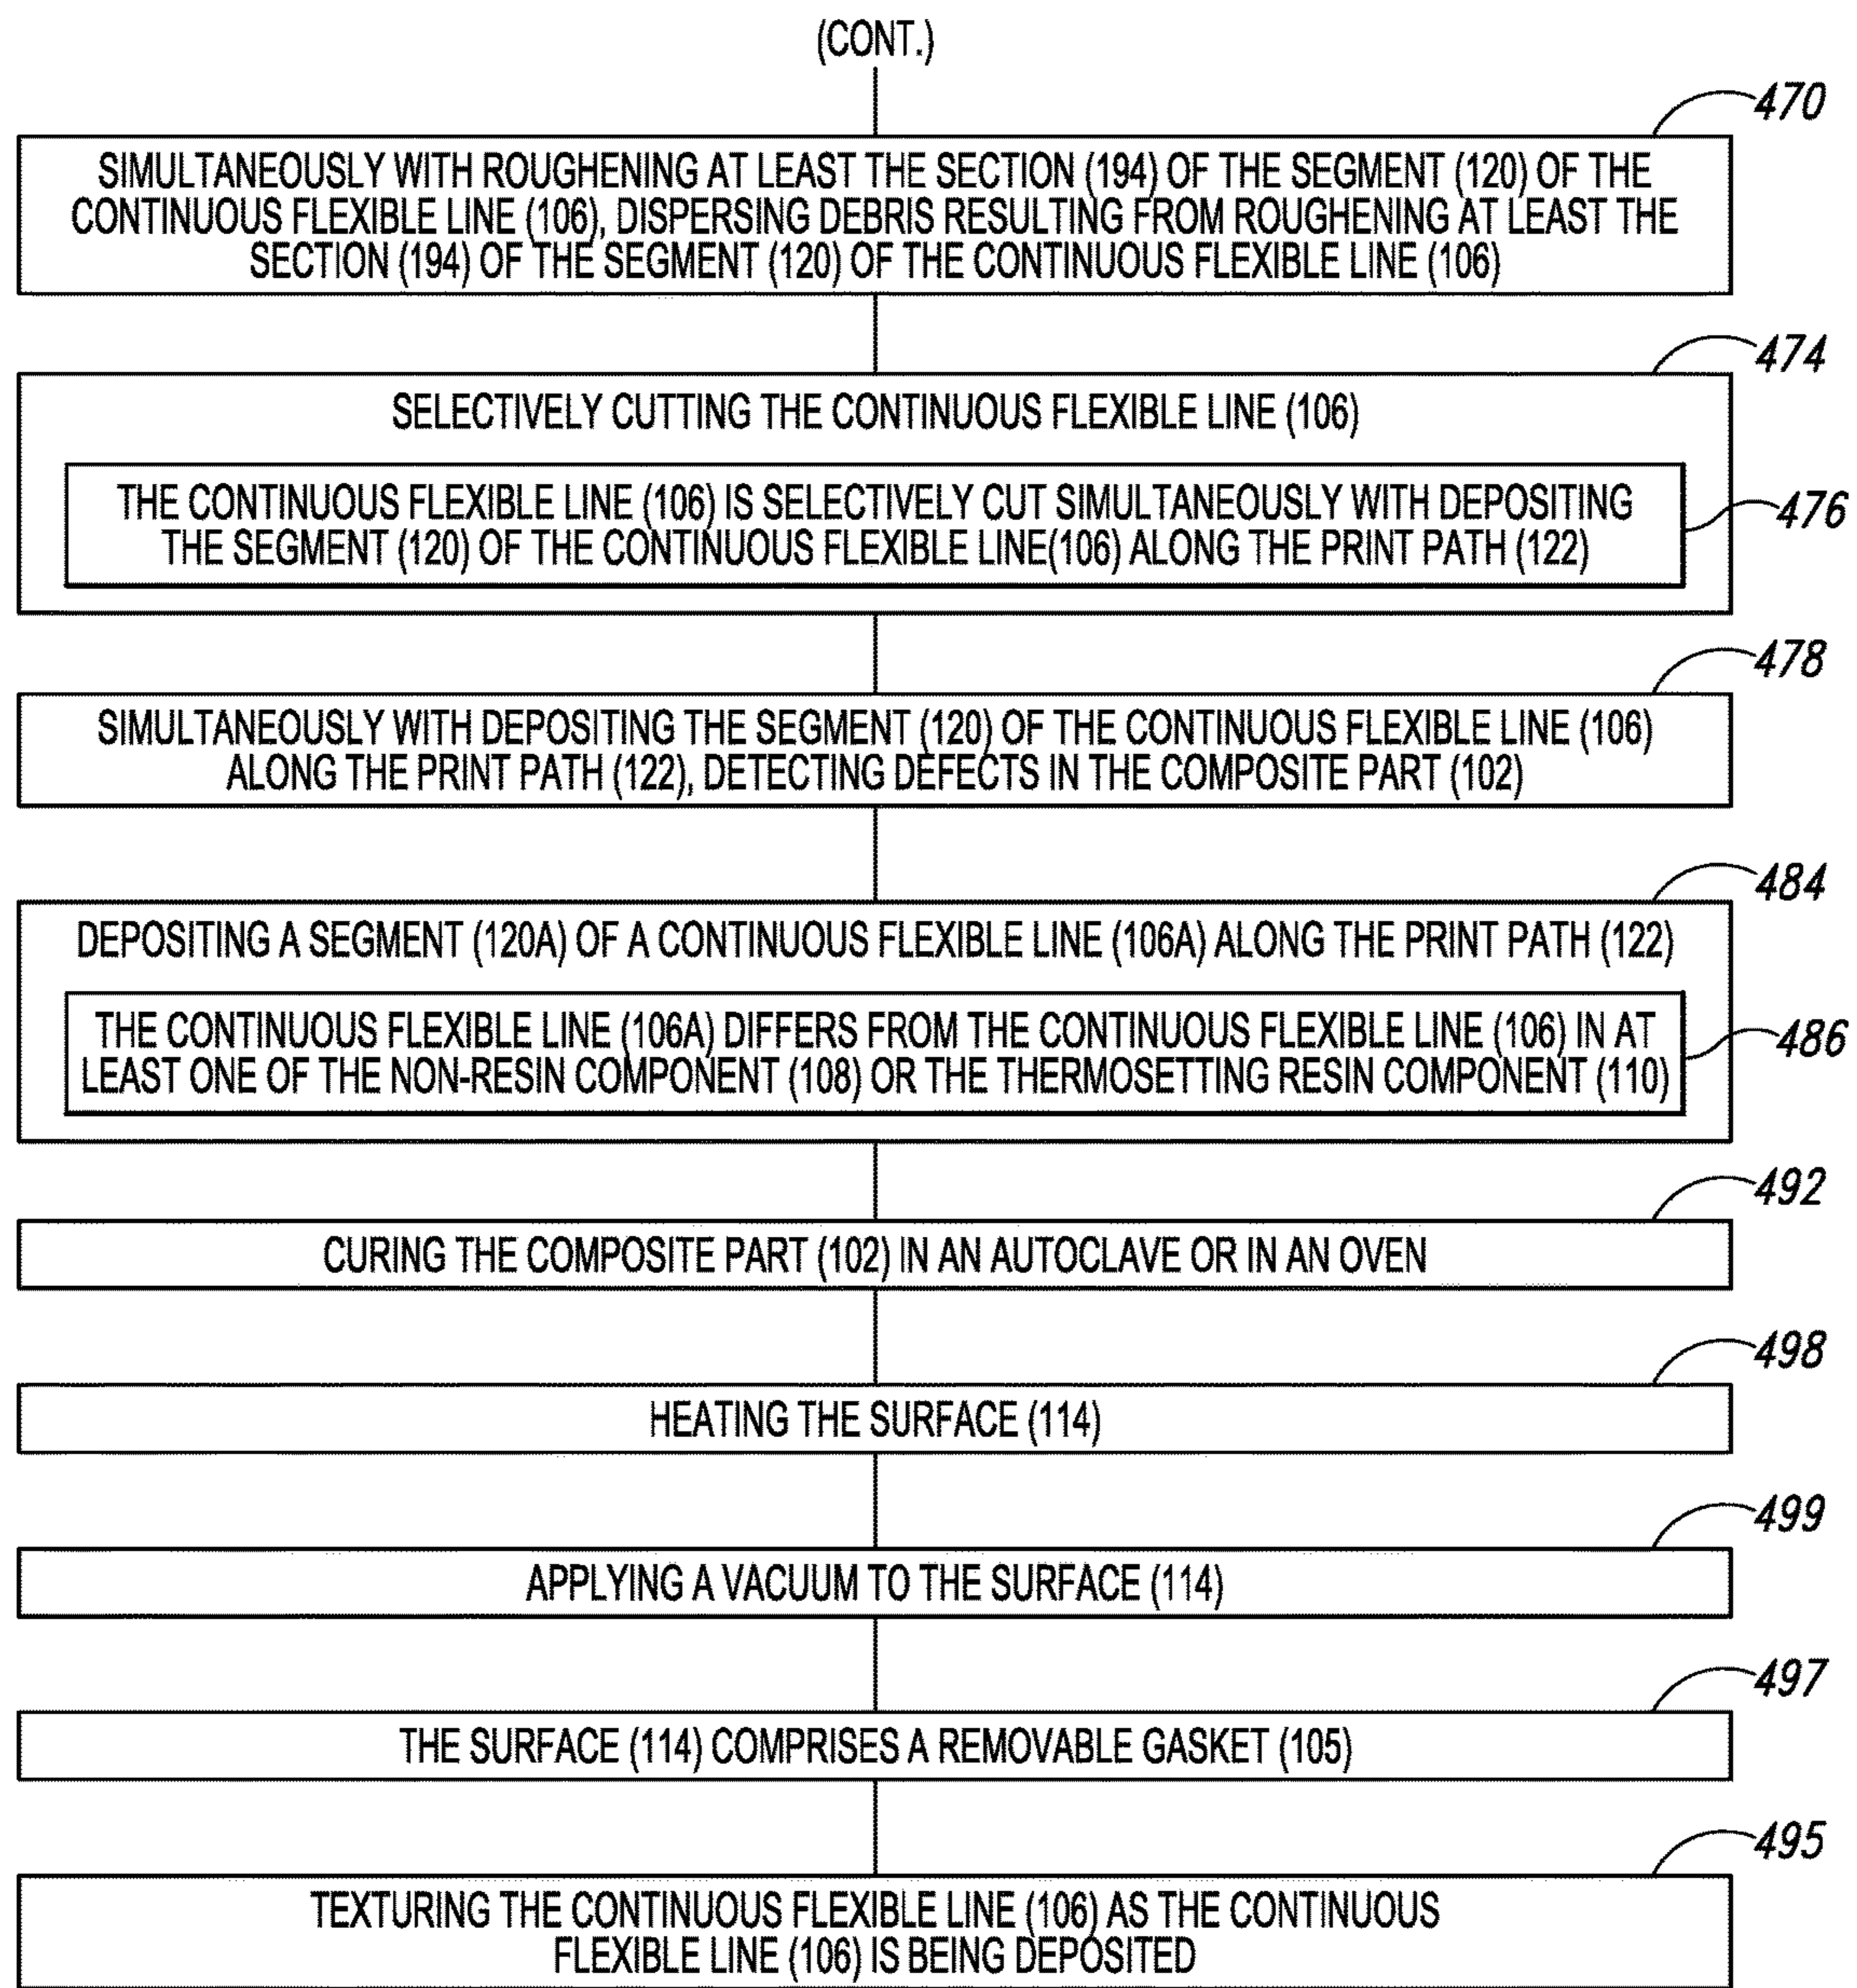 (CONT.)
470
SIMULTANEOUSLY WITH ROUGHENING AT LEAST THE SECTION (194) OF THE SEGMENT (120) OF THE
CONTINUOUS FLEXIBLE LINE (106), DISPERSING DEBRIS RESULTING FROM ROUGHENING AT LEAST THE
SECTION (194) OF THE SEGMENT (120) OF THE CONTINUOUS FLEXIBLE LINE (106)
474
SELECTIVELY CUTTING THE CONTINUOUS FLEXIBLE LINE (106)
THE CONTINUOUS FLEXIBLE LINE (106) IS SELECTIVELY CUT SIMULTANEOUSLY WITH DEPOSITING
THE SEGMENT (120) OF THE CONTINUOUS FLEXIBLE LINE(106) ALONG THE PRINT PATH (122)
476
478
SIMULTANEOUSLY WITH DEPOSITING THE SEGMENT (120) OF THE CONTINUOUS FLEXIBLE LINE (106)
ALONG THE PRINT PATH (122), DETECTING DEFECTS IN THE COMPOSITE PART (102)
484
DEPOSITING A SEGMENT (120A) OF A CONTINUOUS FLEXIBLE LINE (106A) ALONG THE PRINT PATH (122)
THE CONTINUOUS FLEXIBLE LINE (106A) DIFFERS FROM THE CONTINUOUS FLEXIBLE LINE (106) IN AT
LEAST ONE OF THE NON-RESIN COMPONENT (108) OR THE THERMOSETTING RESIN COMPONENT (110)
486
492
CURING THE COMPOSITE PART (102) IN AN AUTOCLAVE OR IN AN OVEN
498
HEATING THE SURFACE (114)
499
APPLYING A VACUUM TO THE SURFACE (114)
497
THE SURFACE (114) COMPRISES A REMOVABLE GASKET (105)
495
TEXTURING THE CONTINUOUS FLEXIBLE LINE (106) AS THE CONTINUOUS
FLEXIBLE LINE (106) IS BEING DEPOSITED